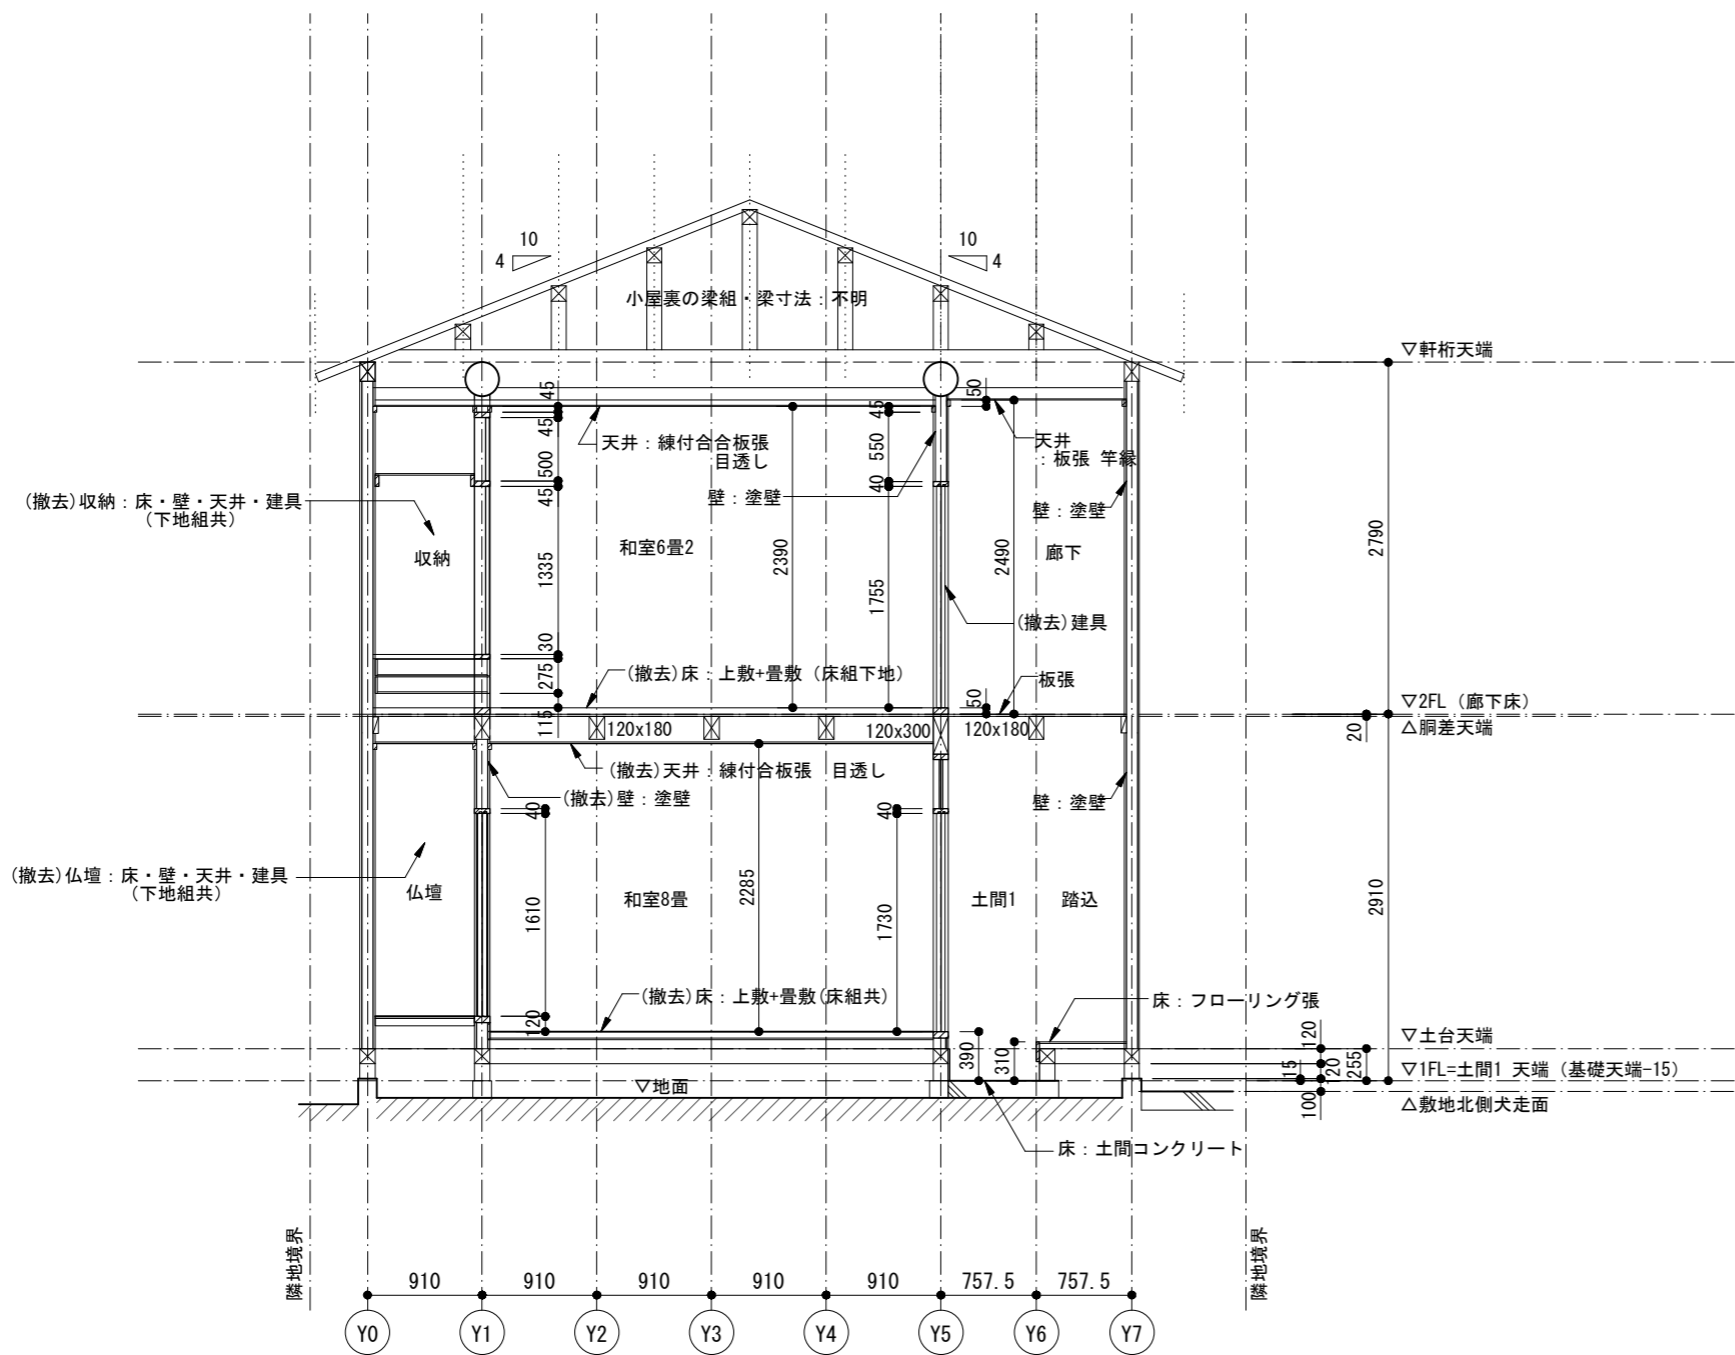 10
4
10
4
小屋裏の梁組・梁寸法：不明
▽軒桁天端
45
45
500
45
1335
30
275
115
天井：練付合合板張
目透し
壁：塗壁
2390
45
550
40
1755
50
天井
：板張 竿縁
壁：塗壁
2490
廊下
2790
(撤去)収納：床・壁・天井・建具
(下地組共)
収納
和室6畳2
(撤去)建具
(撤去)床：上敷+畳敷 (床組下地)
50
板張
▽2FL (廊下床)
20
△胴差天端
120x180
120x300
120x180
(撤去)天井：練付合板張 目透し
(撤去)壁：塗壁
壁：塗壁
40
1610
120
2285
40
1730
(撤去)仏壇：床・壁・天井・建具
(下地組共)
仏壇
和室8畳
土間1
踏込
2910
(撤去)床：上敷+畳敷(床組共)
床：フローリング張
390
310
▽土台天端
120
255
15
20
▽1FL=土間1 天端 (基礎天端-15)
100
△敷地北側犬走面
▽地面
床：土間コンクリート
隣地境界
隣地境界
910
910
910
910
910
757.5
757.5
Y0
Y1
Y2
Y3
Y4
Y5
Y6
Y7